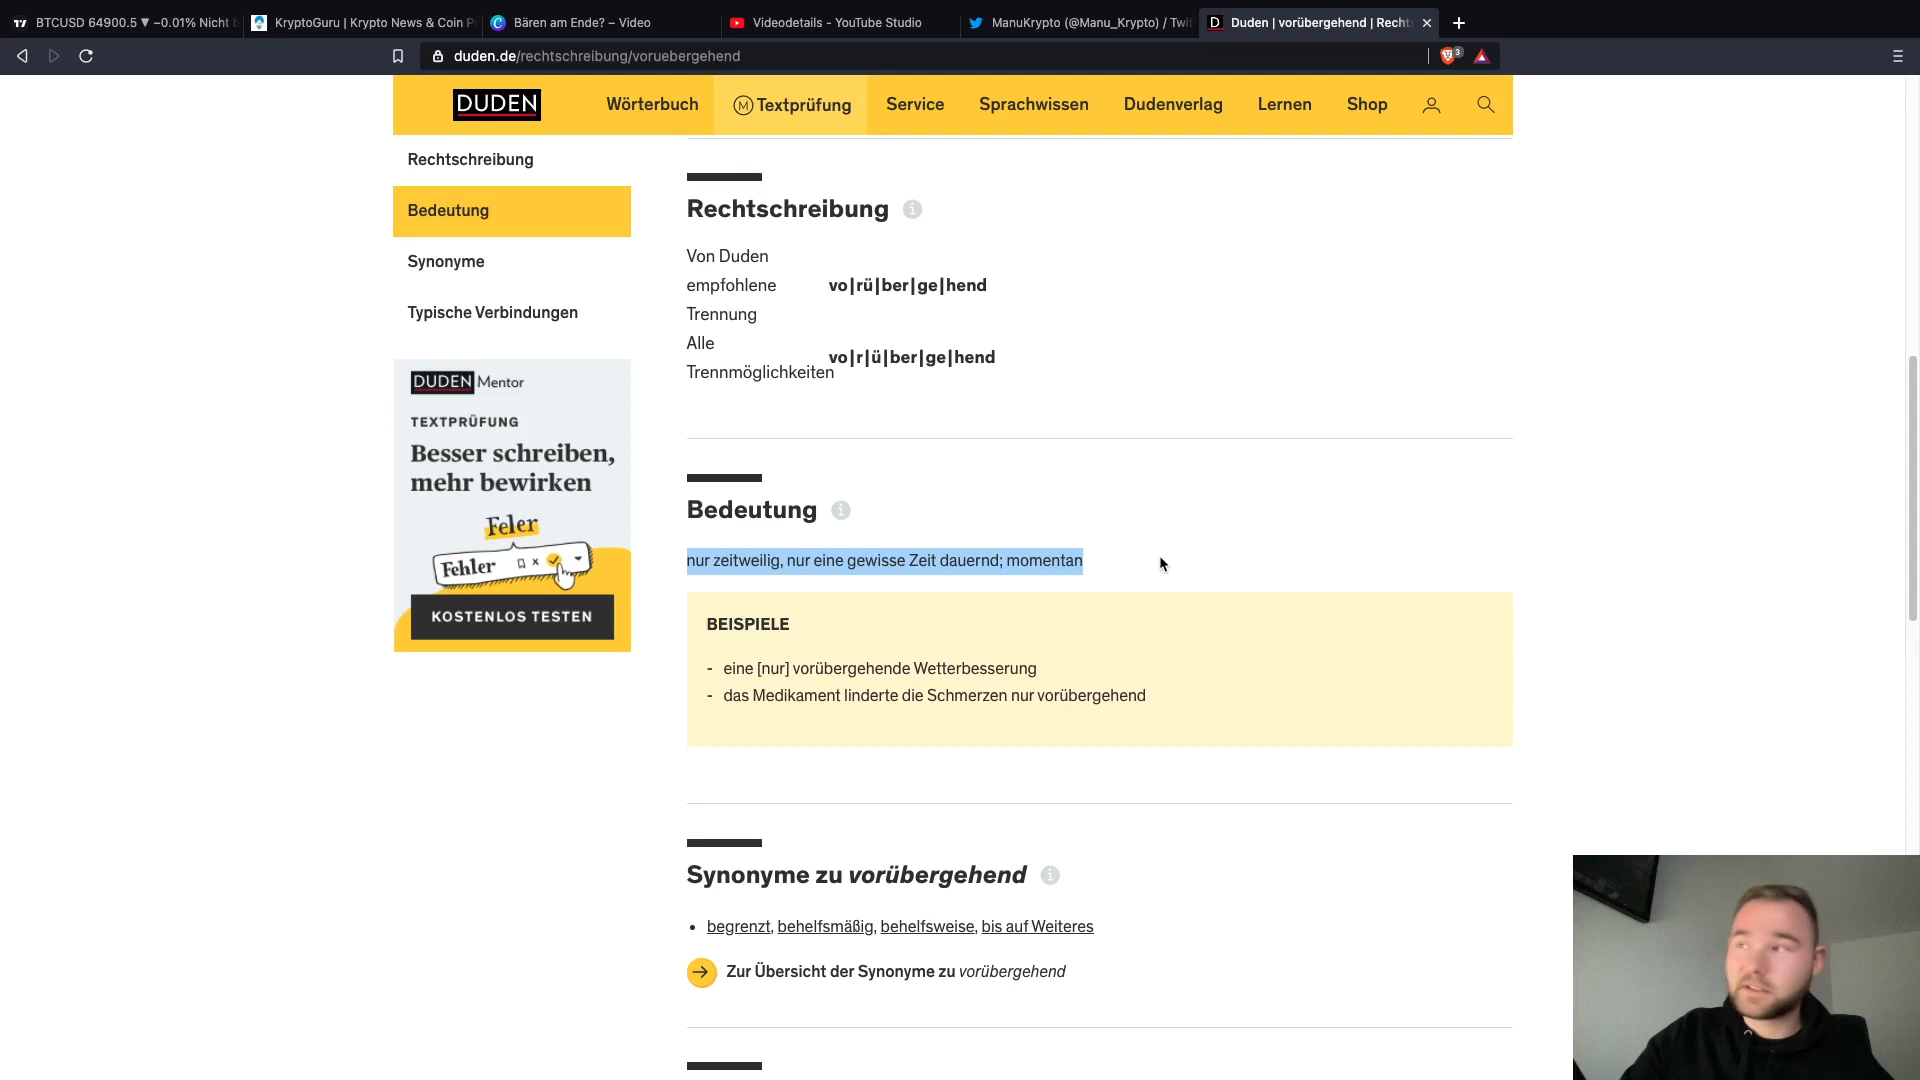 BTCUSD 64900.5 ▼ −0.01% Nicht
KryptoGuru | Krypto News & Coin P
Bären am Ende? – Video
Videodetails - YouTube Studio
ManuKrypto (@Manu_Krypto) / Twit
Duden | vorübergehend | Recht
duden.de/rechtschreibung/voruebergehend
3
DUDEN
Wörterbuch
M Textprüfung
Service
Sprachwissen
Dudenverlag
Lernen
Shop
Rechtschreibung
Bedeutung
Synonyme
Typische Verbindungen
DUDEN Mentor
TEXTPRÜFUNG
Besser schreiben,
mehr bewirken
Feler
Fehler
KOSTENLOS TESTEN
Rechtschreibung i
Von Duden
empfohlene
Trennung
vo|rü|ber|ge|hend
Alle
Trennmöglichkeiten
vo|r|ü|ber|ge|hend
Bedeutung i
nur zeitweilig, nur eine gewisse Zeit dauernd; momentan
BEISPIELE
- eine [nur] vorübergehende Wetterbesserung
- das Medikament linderte die Schmerzen nur vorübergehend
Synonyme zu vorübergehend i
• begrenzt, behelfsmäßig, behelfsweise, bis auf Weiteres
Zur Übersicht der Synonyme zu vorübergehend